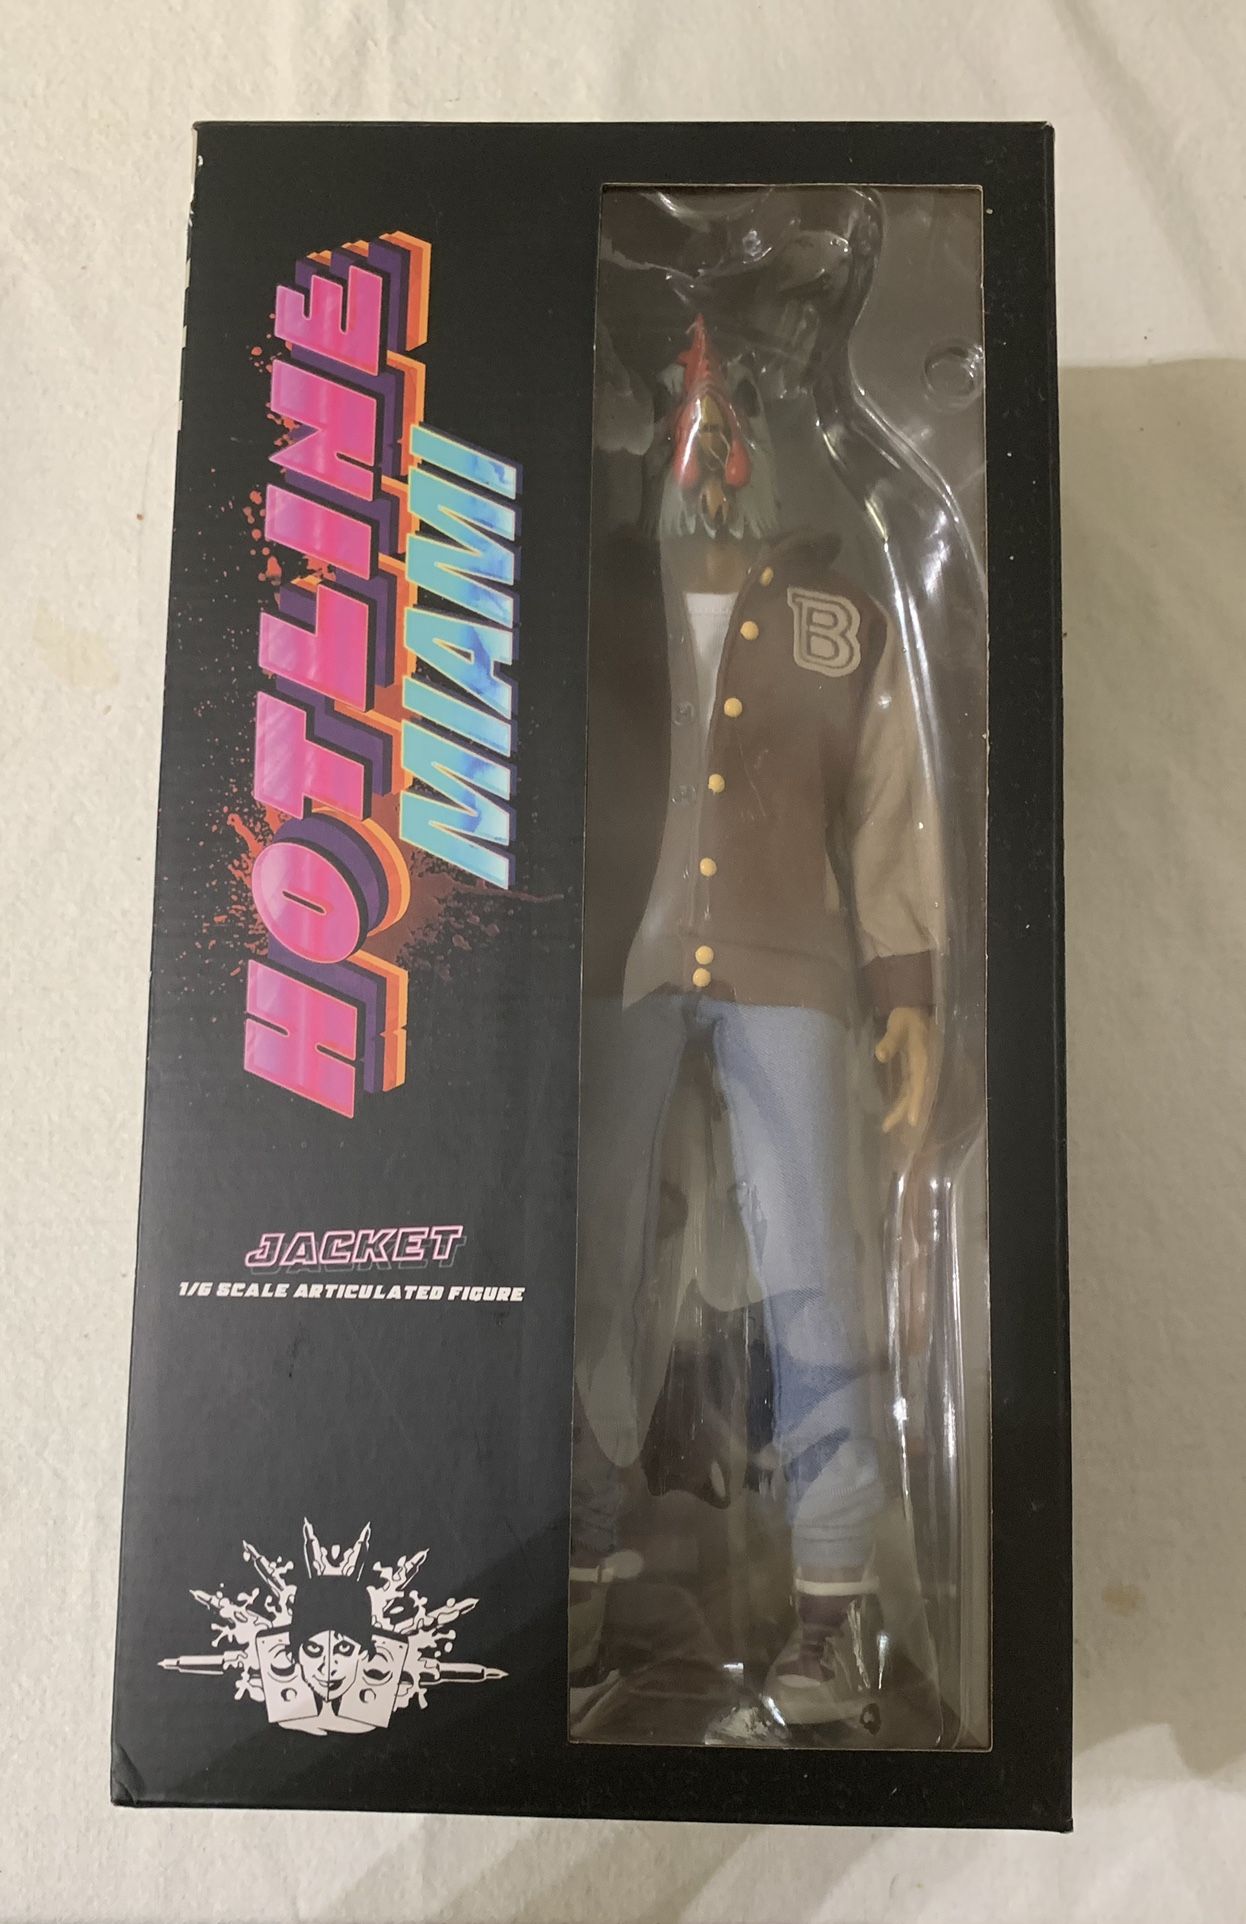 HOTLINE
MIAMI
JACKET
1/6 SCALE ARTICULATED FIGURE
B